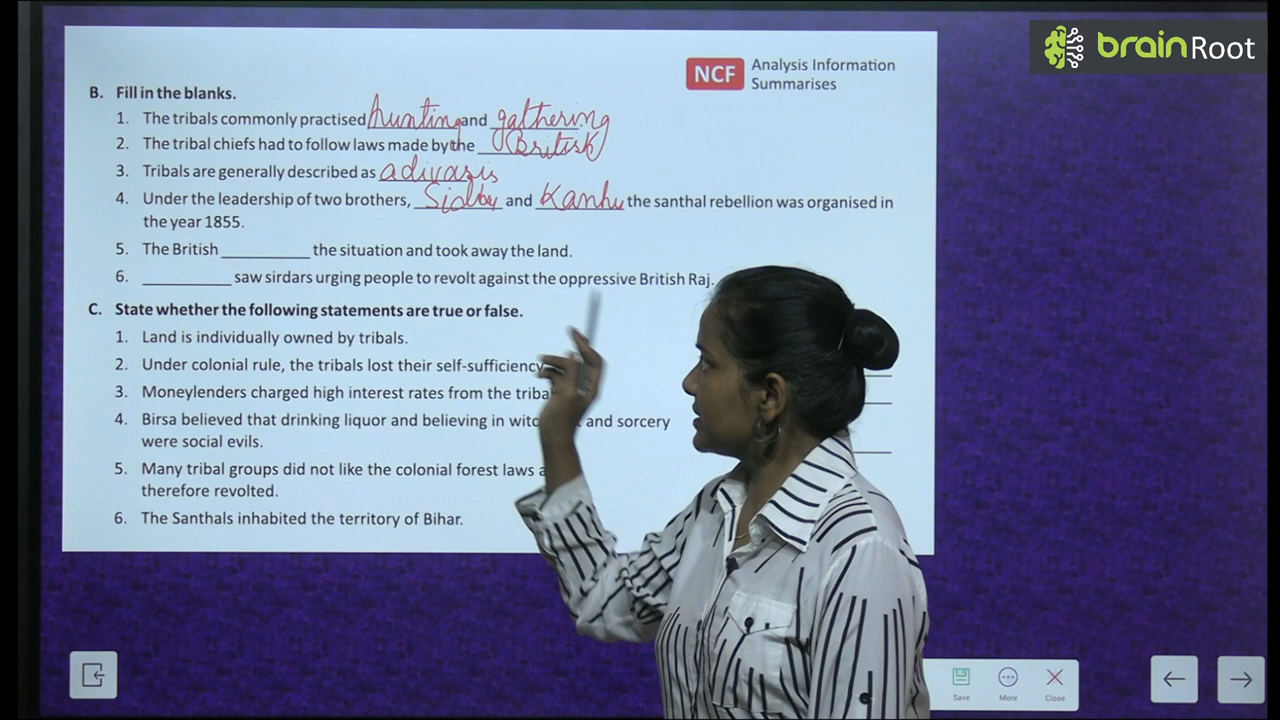 brainRoot
NCF Analysis Information
Summarises
B. Fill in the blanks.
1. The tribals commonly practised hunting and gathering
2. The tribal chiefs had to follow laws made by the British
3. Tribals are generally described as adivasis
4. Under the leadership of two brothers, Sidhu and Kanhu the santhal rebellion was organised in
the year 1855.
5. The British __________ the situation and took away the land.
6. __________ saw sirdars urging people to revolt against the oppressive British Raj.
C. State whether the following statements are true or false.
1. Land is individually owned by tribals.
2. Under colonial rule, the tribals lost their self-sufficiency
3. Moneylenders charged high interest rates from the
4. Birsa believed that drinking liquor and believing in and sorcery
were social evils.
5. Many tribal groups did not like the colonial forest laws
therefore revolted.
6. The Santhals inhabited the territory of Bihar.
Save More Close